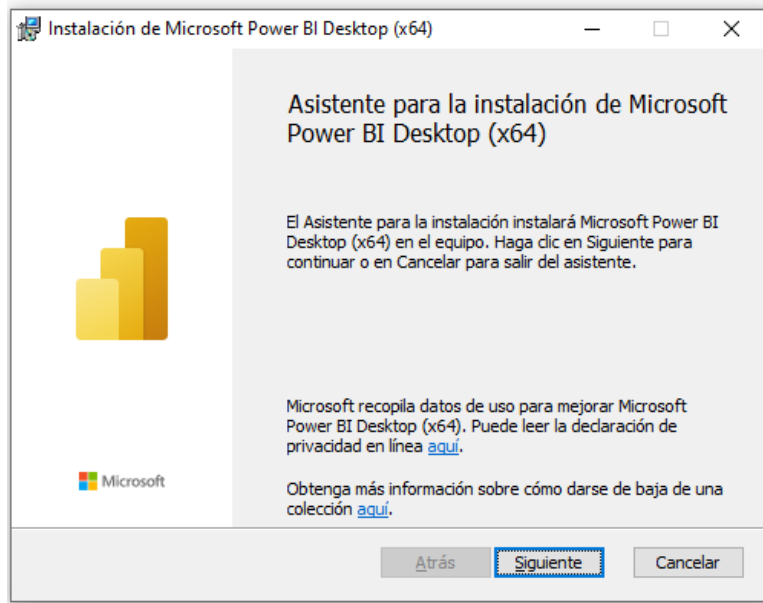 Instalación de Microsoft Power BI Desktop (x64)
Asistente para la instalación de Microsoft
Power BI Desktop (x64)
El Asistente para la instalación instalará Microsoft Power BI
Desktop (x64) en el equipo. Haga clic en Siguiente para
continuar o en Cancelar para salir del asistente.
Microsoft recopila datos de uso para mejorar Microsoft
Power BI Desktop (x64). Puede leer la declaración de
privacidad en línea aquí.
Microsoft
Obtenga más información sobre cómo darse de baja de una
colección aquí.
Atrás
Siguiente
Cancelar